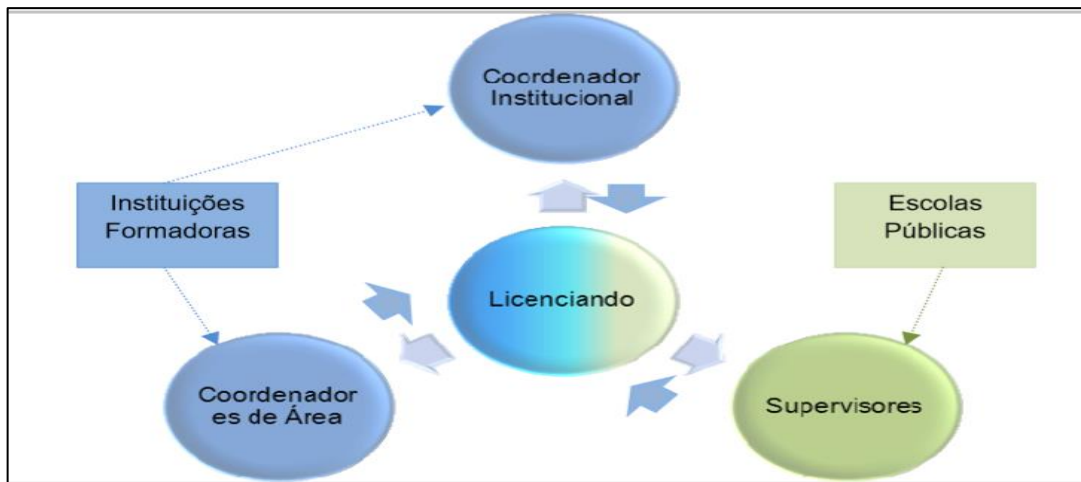 Coordenador
Institucional
Instituições
Formadoras
Escolas
Públicas
Licenciando
Coordenador
es de Área
Supervisores